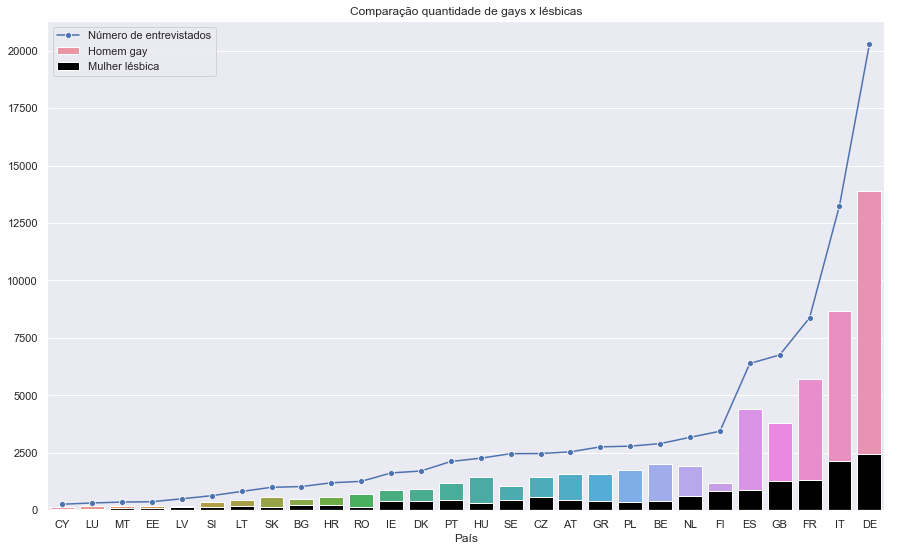 Comparação quantidade de gays x lésbicas
Número de entrevistados
Homem gay
Mulher lésbica
20000
17500
15000
12500
10000
7500
5000
2500
0
CY LU MT EE LV SI LT SK BG HR RO IE DK PT HU SE CZ AT GR PL BE NL FI ES GB FR IT DE
País